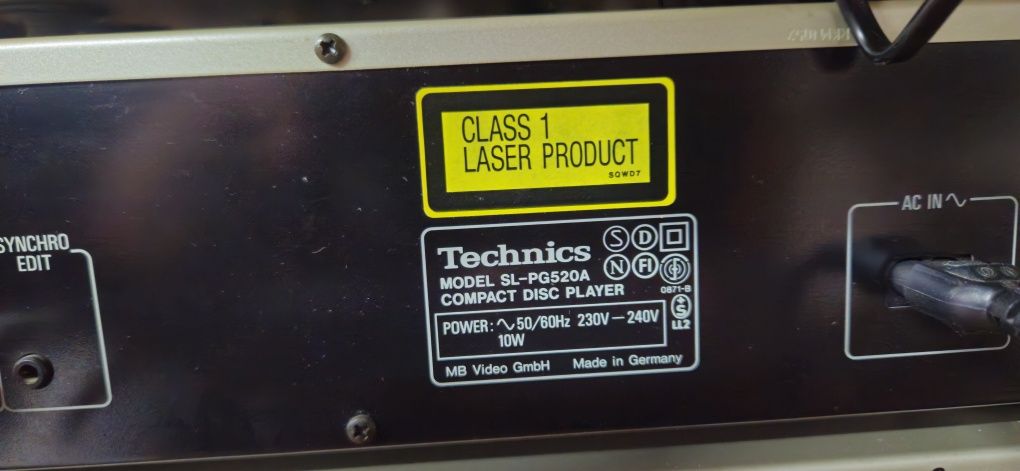 CLASS 1
LASER PRODUCT
SQWD7
SYNCHRO
EDIT
AC IN
Technics
S D
N FI
MODEL SL-PG520A
COMPACT DISC PLAYER
0871-B
S
LL2
POWER: ∿ 50/60Hz 230V—240V
10W
MB Video GmbH Made in Germany